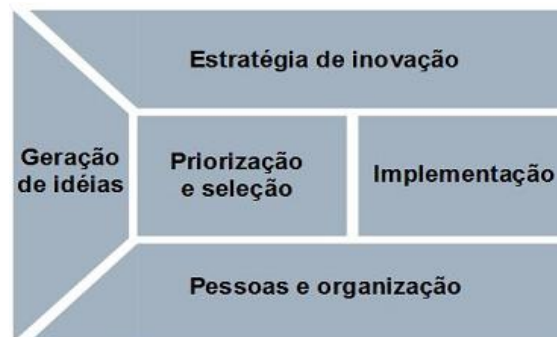 Estratégia de inovação
Geração
de idéias
Priorização
e seleção
Implementação
Pessoas e organização